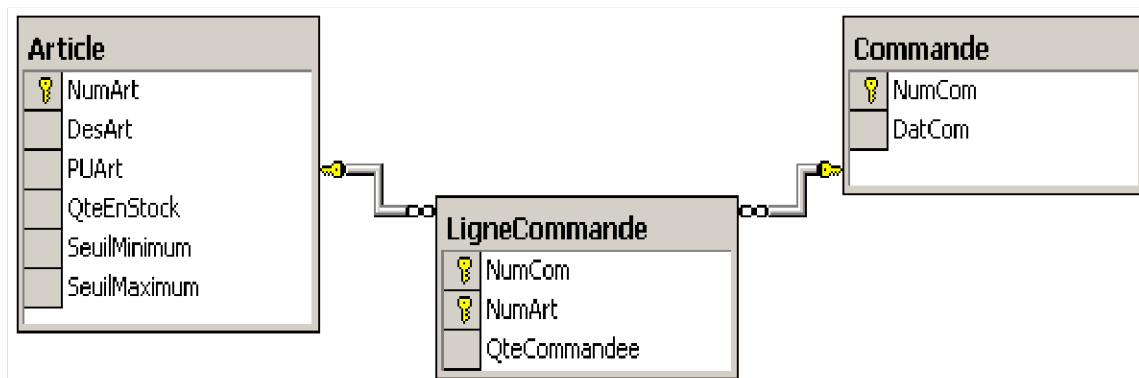 Article
NumArt
DesArt
PUArt
QteEnStock
SeuilMinimum
SeuilMaximum
Commande
NumCom
DatCom
LigneCommande
NumCom
NumArt
QteCommandee